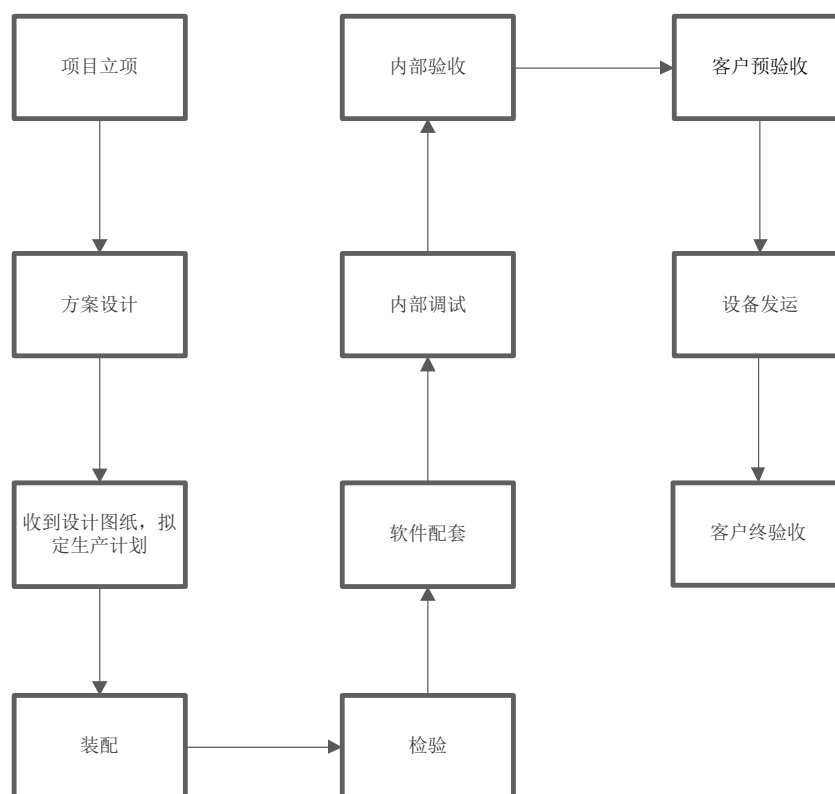 项目立项
方案设计
收到设计图纸，拟
定生产计划
装配
检验
软件配套
内部调试
内部验收
客户预验收
设备发运
客户终验收